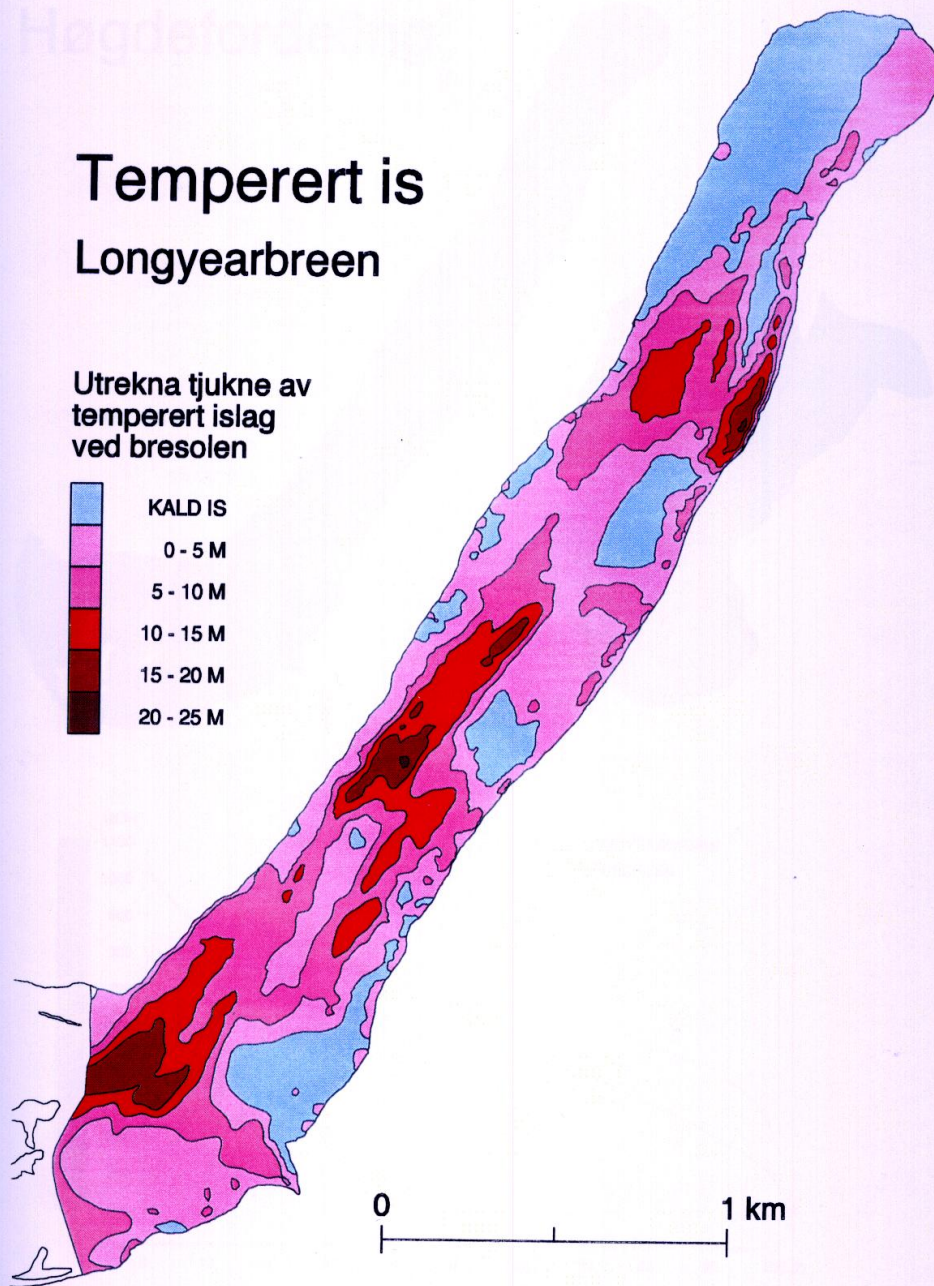 Høgdefordeling
Temperert is
Longyearbreen
Utrekna tjukne av
temperert islag
ved bresolen
KALD IS
0 - 5 M
5 - 10 M
10 - 15 M
15 - 20 M
20 - 25 M
0
1 km